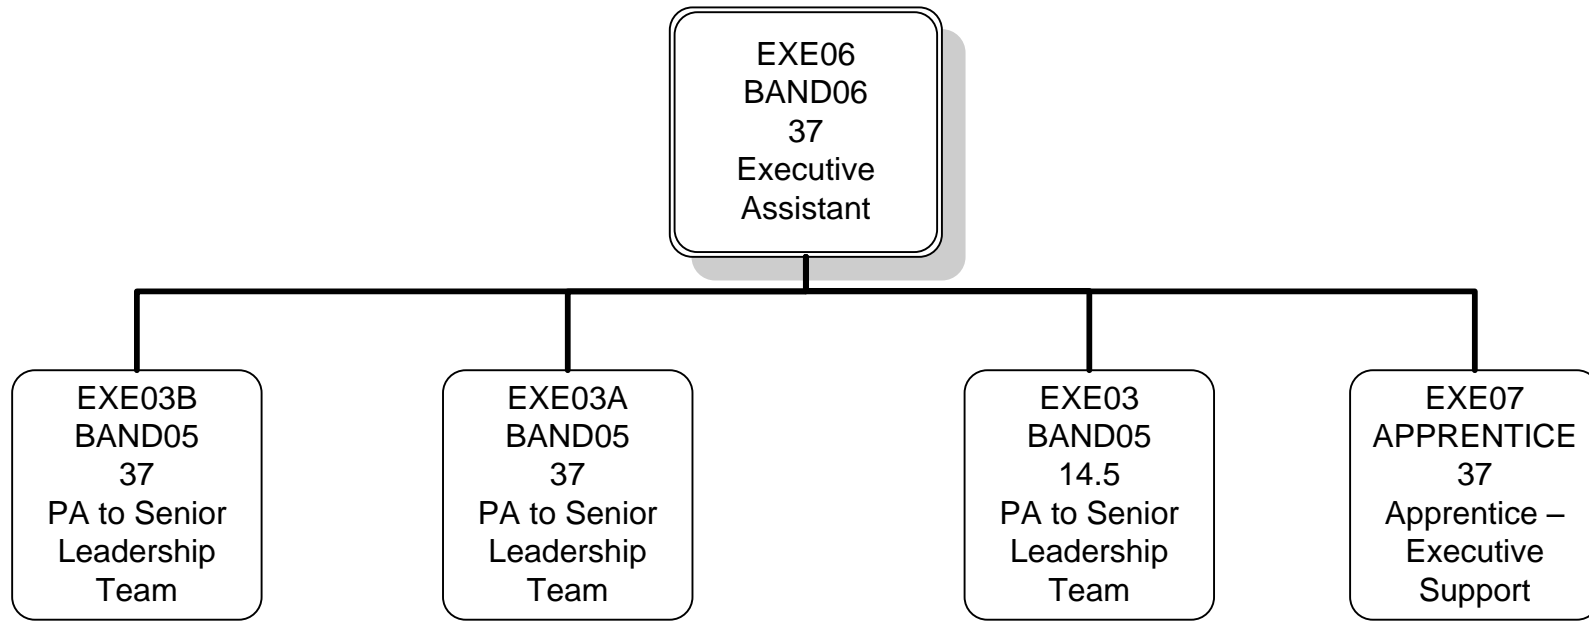 EXE06
BAND06
37
Executive
Assistant
EXE03B
BAND05
37
PA to Senior
Leadership
Team
EXE03A
BAND05
37
PA to Senior
Leadership
Team
EXE03
BAND05
14.5
PA to Senior
Leadership
Team
EXE07
APPRENTICE
37
Apprentice –
Executive
Support